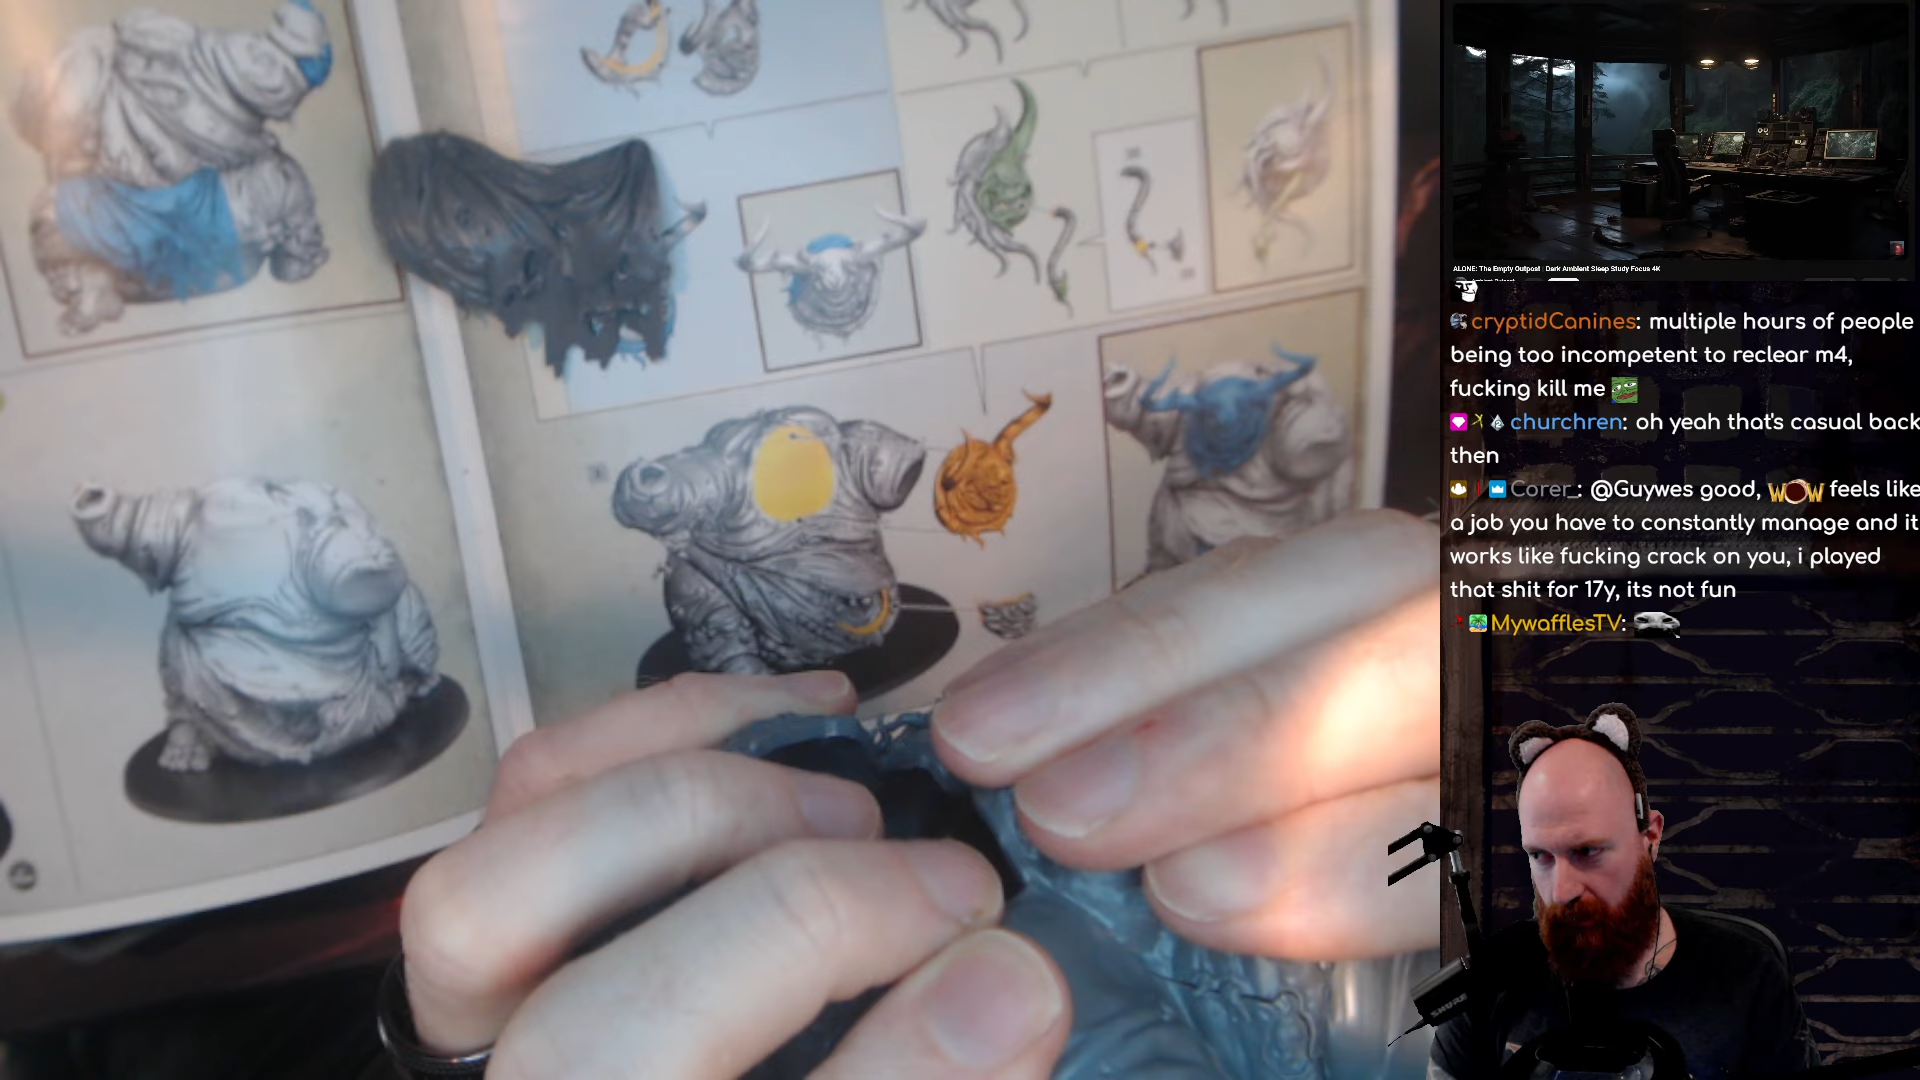 ALONE: The Empty Outpost | Dark Ambient Sleep Study Focus 4K
cryptidCanines: multiple hours of people
being too incompetent to reclear m4,
fucking kill me
churchren: oh yeah that's casual back
then
Corer_: @Guywes good, WOW feels like
a job you have to constantly manage and it
works like fucking crack on you, i played
that shit for 17y, its not fun
MywafflesTV:
SHURE